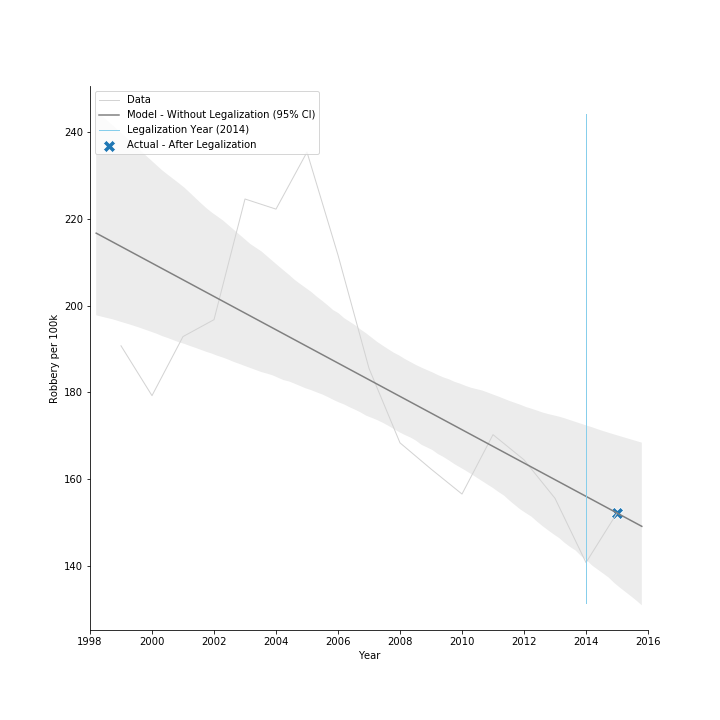 Data
Model - Without Legalization (95% CI)
Legalization Year (2014)
Actual - After Legalization
240
220
200
180
160
140
Robbery per 100k
1998 2000 2002 2004 2006 2008 2010 2012 2014 2016
Year